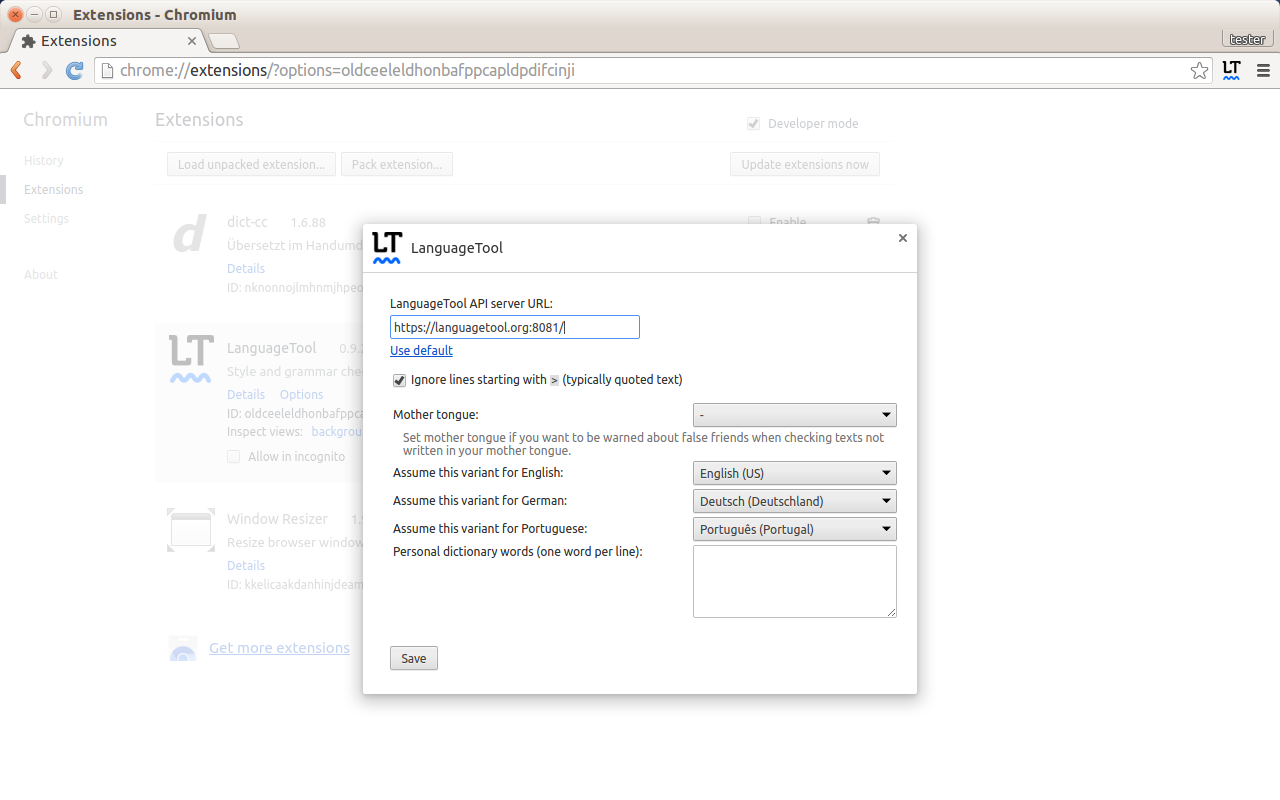 Extensions - Chromium
Extensions
tester
chrome://extensions/?options=oldceeleldhonbafppcapldpdifcinji
LT
Chromium
Extensions
Developer mode
History
Load unpacked extension...
Pack extension...
Update extensions now
Extensions
Settings
About
d
dict-cc 1.6.88
Enable
Übersetzt im Handumd
Details
ID: nknonnojlmhnmjhpeo
LT
LanguageTool 0.9.
Style and grammar che
Details Options
ID: oldceeleldhonbafppca
Inspect views: backgrou
Allow in incognito
Window Resizer 1.
Resize browser window
Details
ID: kkelicaakdanhinjdeam
Get more extensions
LT LanguageTool
LanguageTool API server URL:
https://languagetool.org:8081/
Use default
Ignore lines starting with > (typically quoted text)
Mother tongue: -
Set mother tongue if you want to be warned about false friends when checking texts not
written in your mother tongue.
Assume this variant for English: English (US)
Assume this variant for German: Deutsch (Deutschland)
Assume this variant for Portuguese: Português (Portugal)
Personal dictionary words (one word per line):
Save